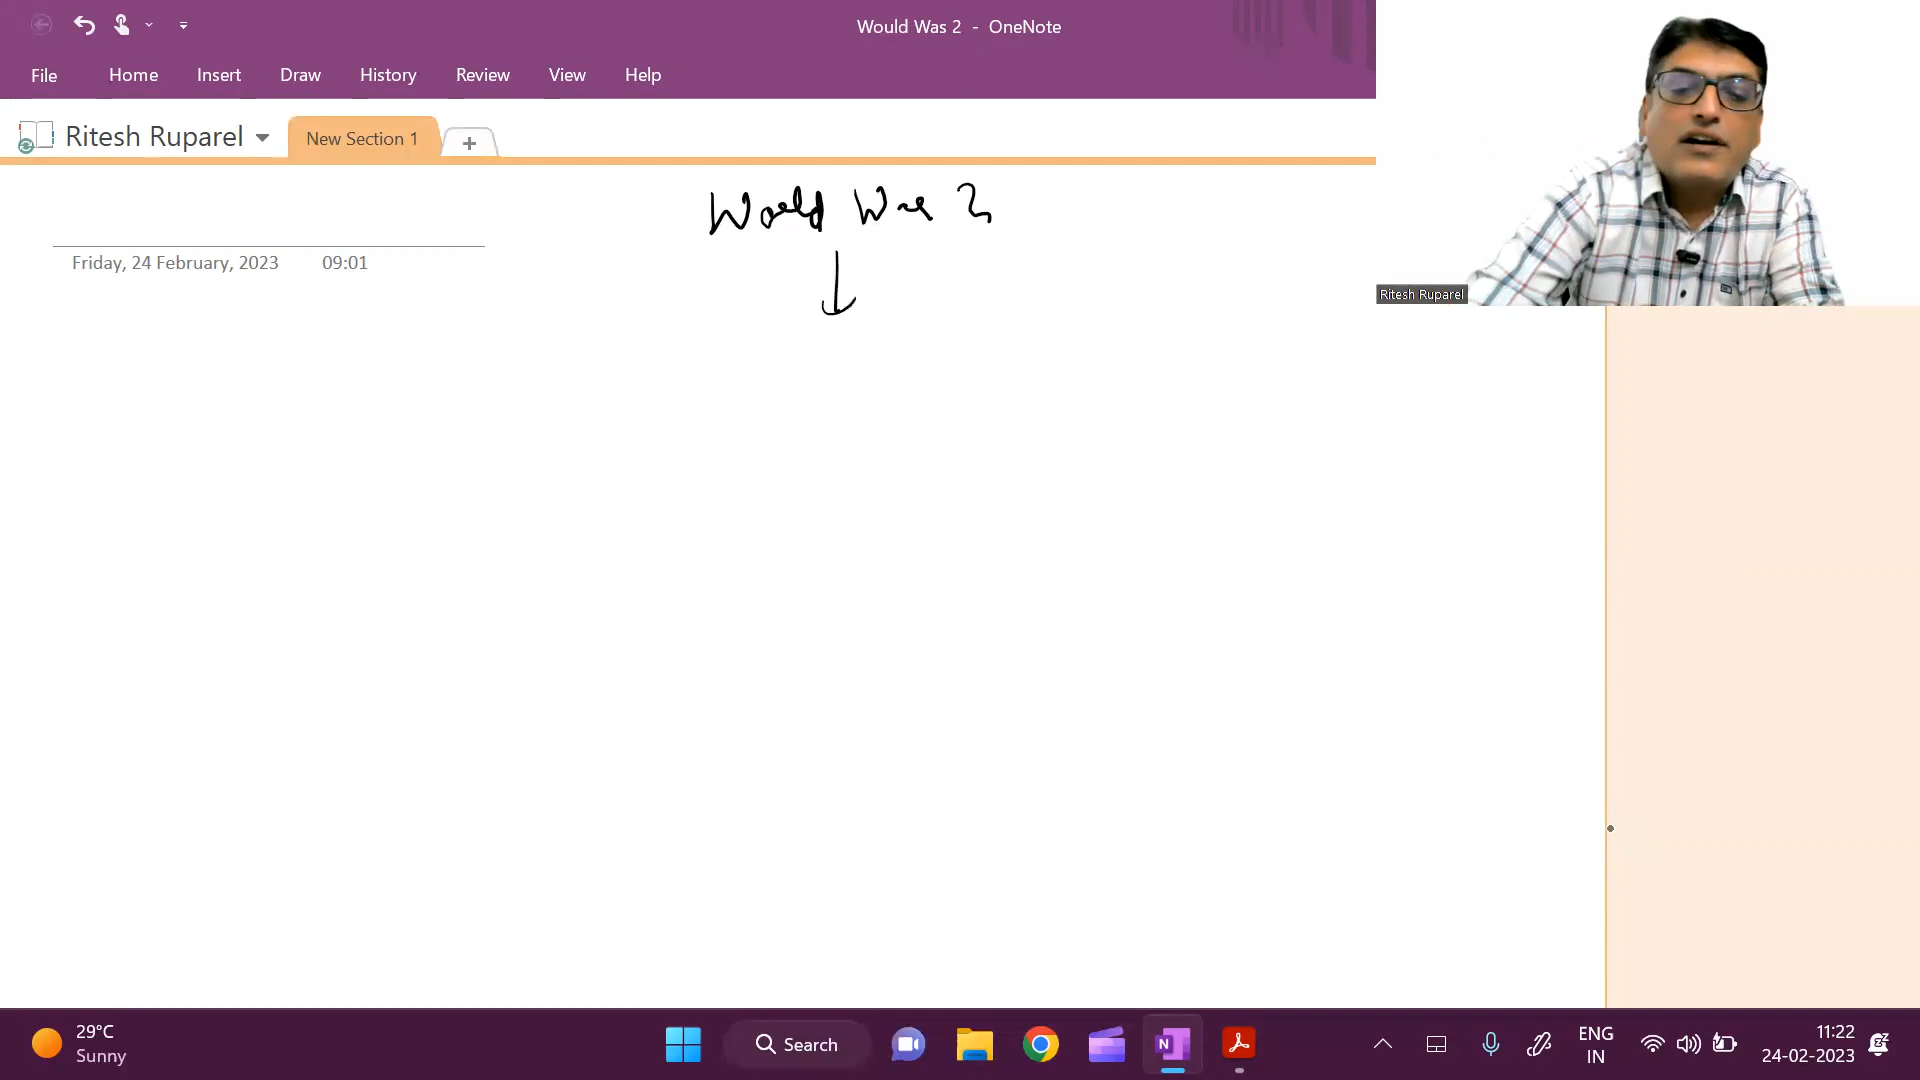 Would Was 2 - OneNote
File Home Insert Draw History Review View Help
Ritesh Ruparel New Section 1 +
World War 2
Friday, 24 February, 2023 09:01
Ritesh Ruparel
29°C
Sunny
Search
N
ENG
IN
11:22
24-02-2023